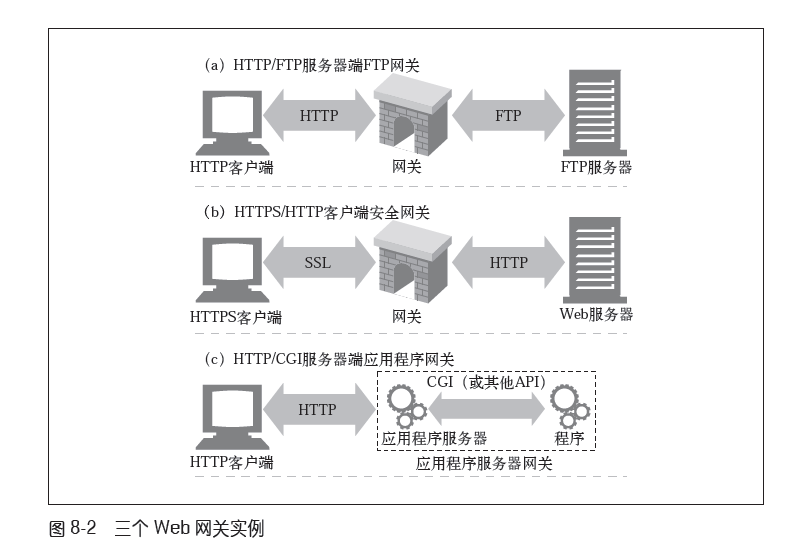 （a）HTTP/FTP服务器端FTP网关
HTTP
FTP
HTTP客户端
网关
FTP服务器
（b）HTTPS/HTTP客户端安全网关
SSL
HTTP
HTTPS客户端
网关
Web服务器
（c）HTTP/CGI服务器端应用程序网关
CGI（或其他API）
HTTP
应用程序服务器
程序
HTTP客户端
应用程序服务器网关
图 8-2 三个 Web 网关实例